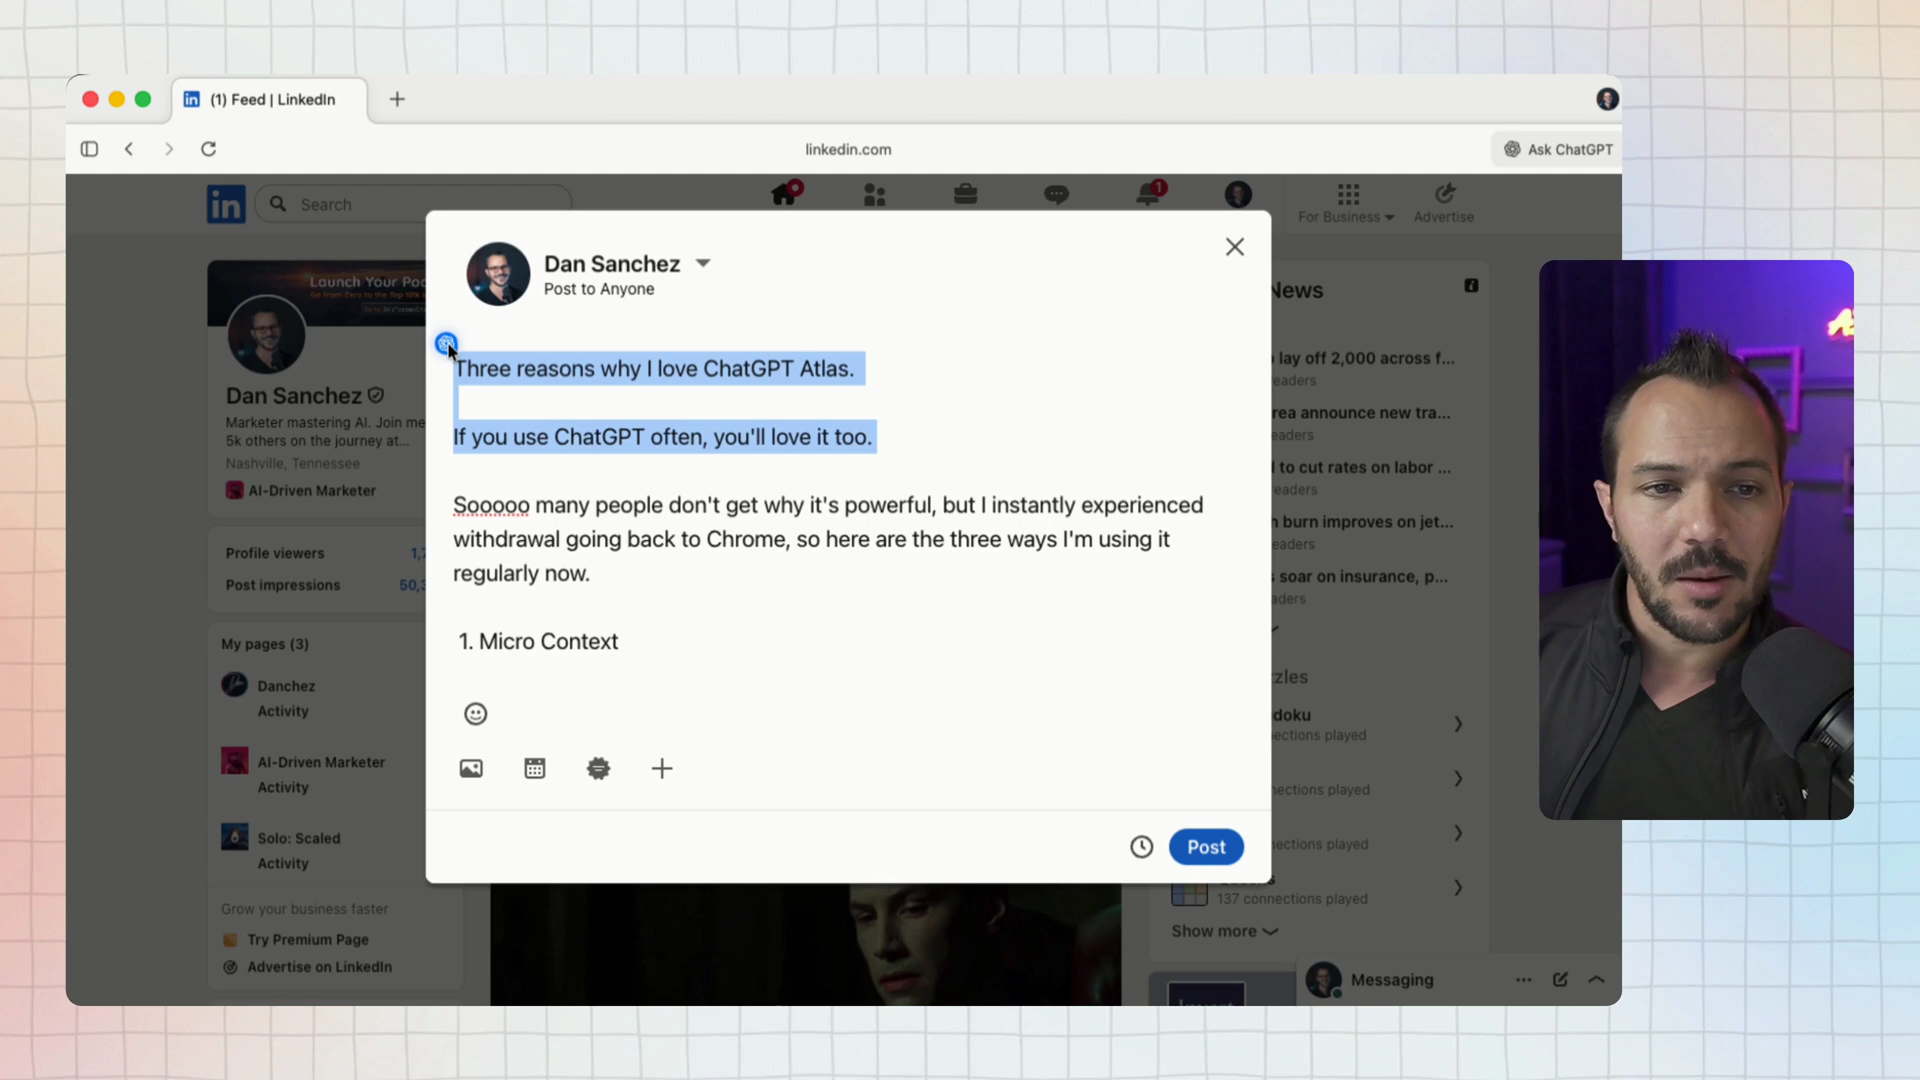 (1) Feed | LinkedIn
linkedin.com
Ask ChatGPT
in
Search
1
For Business
Advertise
Launch Your
Dan Sanchez
Marketer mastering AI. Join me
5k others on the journey at...
Nashville, Tennessee
AI-Driven Marketer
Profile viewers
Post impressions
My pages (3)
Danchez
Activity
AI-Driven Marketer
Activity
Solo: Scaled
Activity
Grow your business faster
Try Premium Page
Advertise on LinkedIn
Dan Sanchez
Post to Anyone
Three reasons why I love ChatGPT Atlas.
If you use ChatGPT often, you'll love it too.
Sooooo many people don't get why it's powerful, but I instantly experienced
withdrawal going back to Chrome, so here are the three ways I'm using it
regularly now.
1. Micro Context
Post
News
lay off 2,000 across f...
announce new tra...
to cut rates on labor ...
burn improves on jet...
soar on insurance, p...
connections played
137 connections played
Show more
Messaging